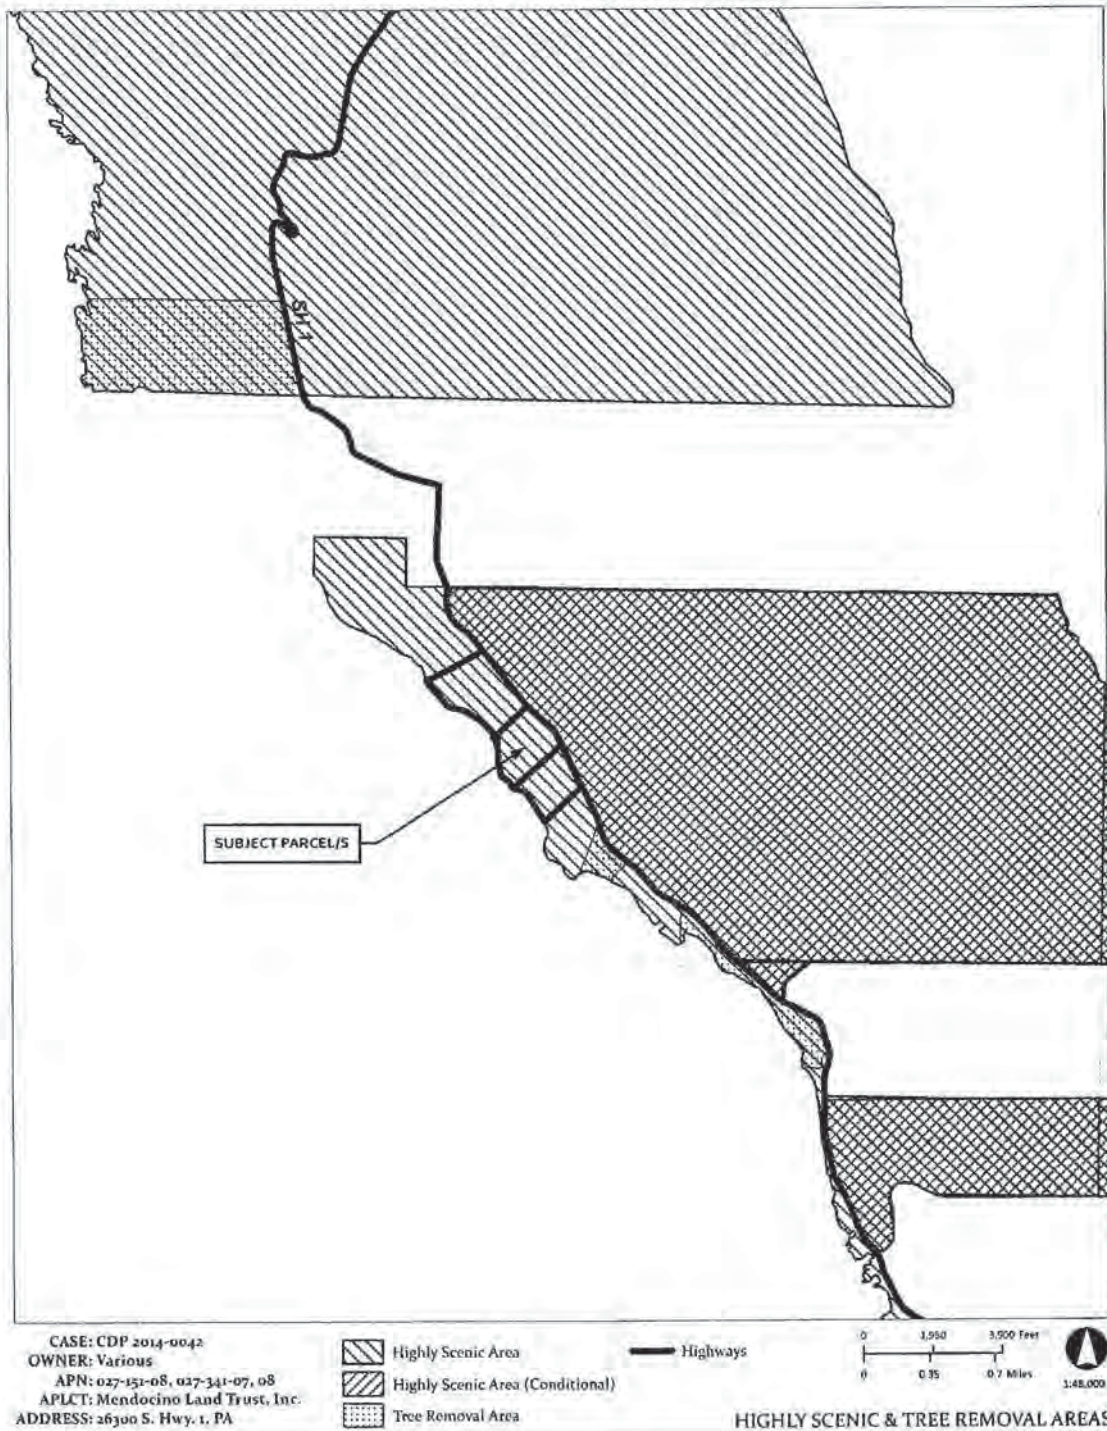 SH 1
SUBJECT PARCEL/S
CASE: CDP 2014-0042
OWNER: Various
APN: 027-151-08, 027-341-07, 08
APLCT: Mendocino Land Trust, Inc.
ADDRESS: 26300 S. Hwy. 1, PA
Highly Scenic Area
Highly Scenic Area (Conditional)
Tree Removal Area
Highways
0 1,950 3,900 Feet
0 0.35 0.7 Miles
1:48,000
HIGHLY SCENIC & TREE REMOVAL AREAS